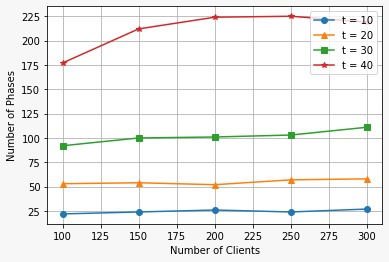 225
200
175
150
125
100
75
50
25
Number of Phases
t = 10
t = 20
t = 30
t = 40
100 125 150 175 200 225 250 275 300
Number of Clients